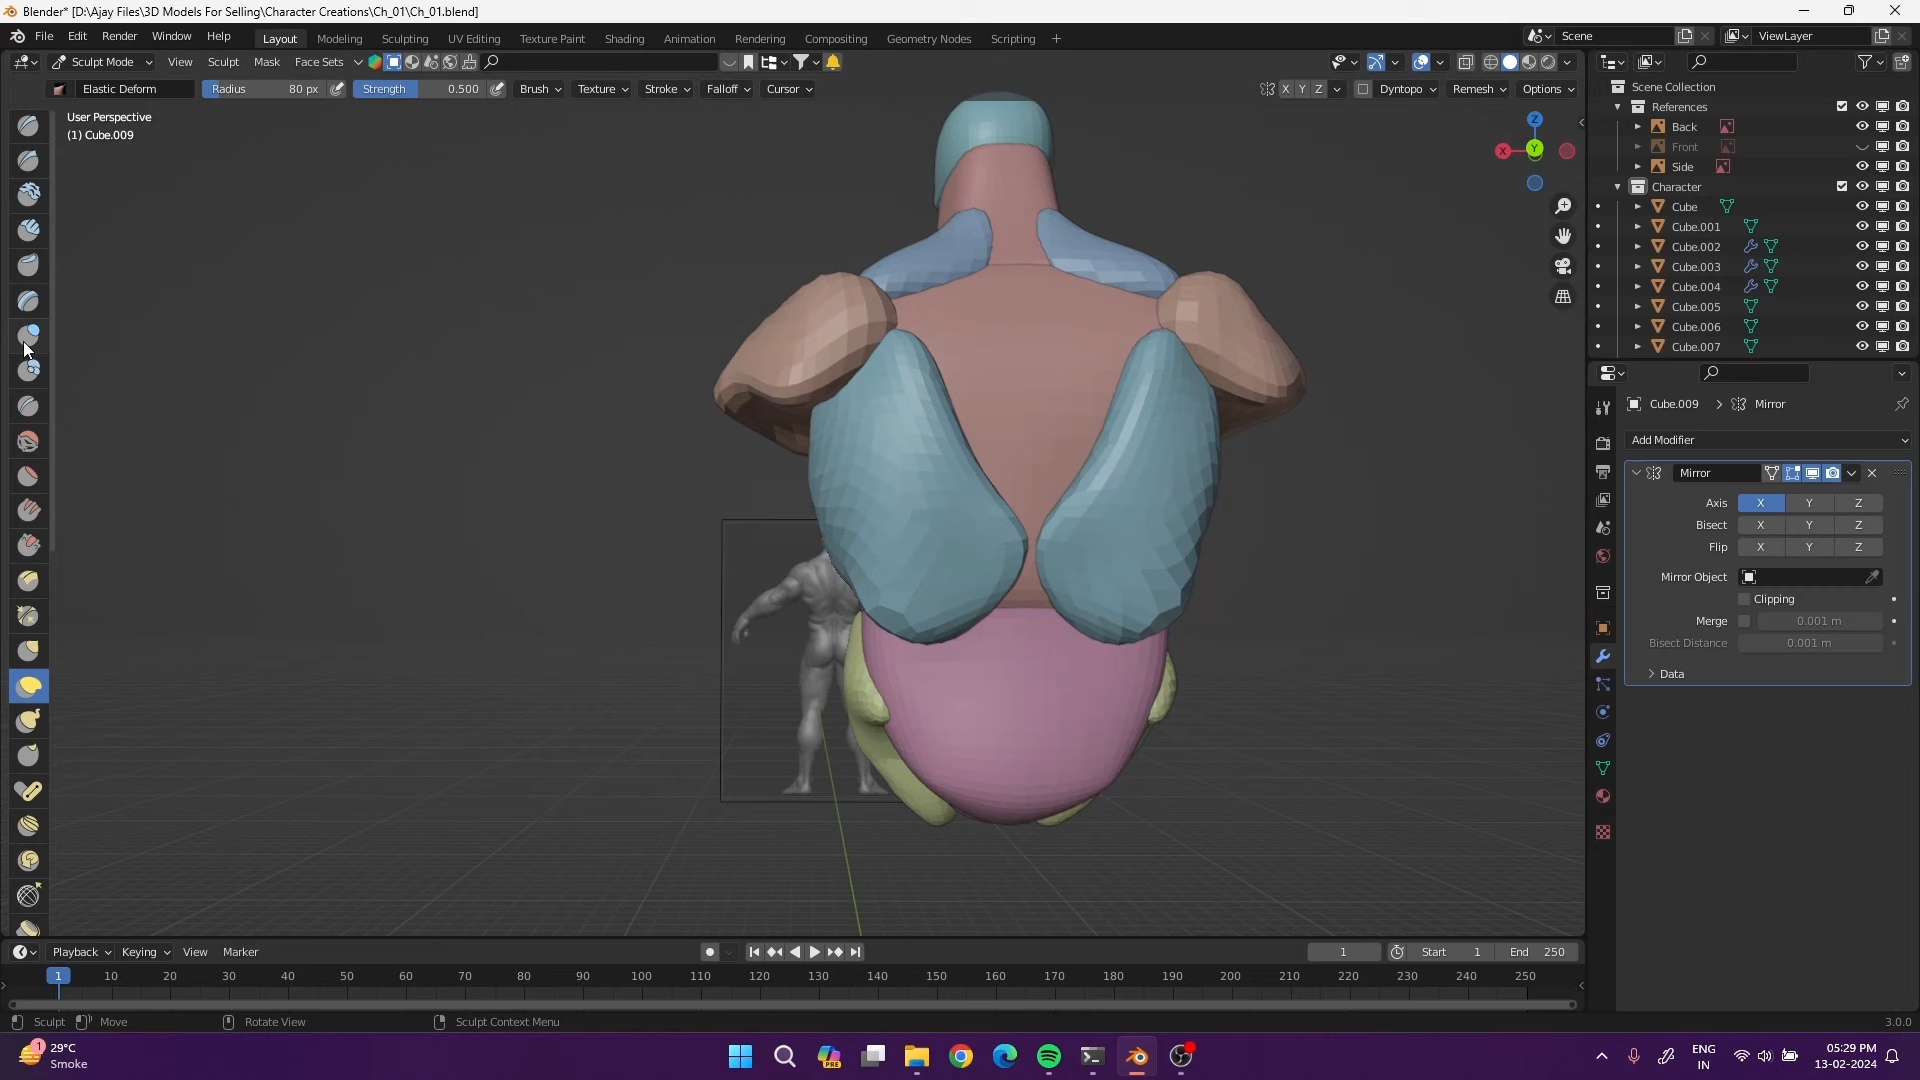 Blender* [D:\Ajay Files\3D Models For Selling\Character Creations\Ch_01\Ch_01.blend]
File Edit Render Window Help Layout Modeling Sculpting UV Editing Texture Paint Shading Animation Rendering Compositing Geometry Nodes Scripting Scene ViewLayer
Sculpt Mode View Sculpt Mask Face Sets
Elastic Deform Radius 80 px Strength 0.500 Brush Texture Stroke Falloff Cursor X Y Z Dyntopo Remesh Options
User Perspective
(1) Cube.009
Z
X Y
Scene Collection
References
Back
Front
Side
Character
Cube
Cube.001
Cube.002
Cube.003
Cube.004
Cube.005
Cube.006
Cube.007
Cube.009 Mirror
Add Modifier
Mirror
Axis X Y Z
Bisect X Y Z
Flip X Y Z
Mirror Object
Clipping
Merge 0.001 m
Bisect Distance 0.001 m
Data
Playback Keying View Marker 1 Start 1 End 250
1 10 20 30 40 50 60 70 80 90 100 110 120 130 140 150 160 170 180 190 200 210 220 230 240 250
Sculpt Move Rotate View Sculpt Context Menu 3.0.0
1 29°C
Smoke
PRE
ENG
IN
05:29 PM
13-02-2024